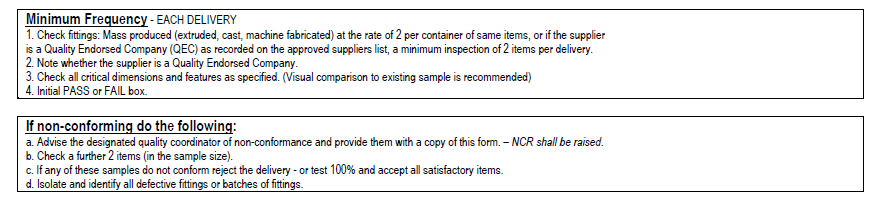 Minimum Frequency - EACH DELIVERY
1. Check fittings: Mass produced (extruded, cast, machine fabricated) at the rate of 2 per container of same items, or if the supplier
is a Quality Endorsed Company (QEC) as recorded on the approved suppliers list, a minimum inspection of 2 items per delivery.
2. Note whether the supplier is a Quality Endorsed Company.
3. Check all critical dimensions and features as specified. (Visual comparison to existing sample is recommended)
4. Initial PASS or FAIL box.
If non-conforming do the following:
a. Advise the designated quality coordinator of non-conformance and provide them with a copy of this form. – NCR shall be raised.
b. Check a further 2 items (in the sample size).
c. If any of these samples do not conform reject the delivery - or test 100% and accept all satisfactory items.
d. Isolate and identify all defective fittings or batches of fittings.